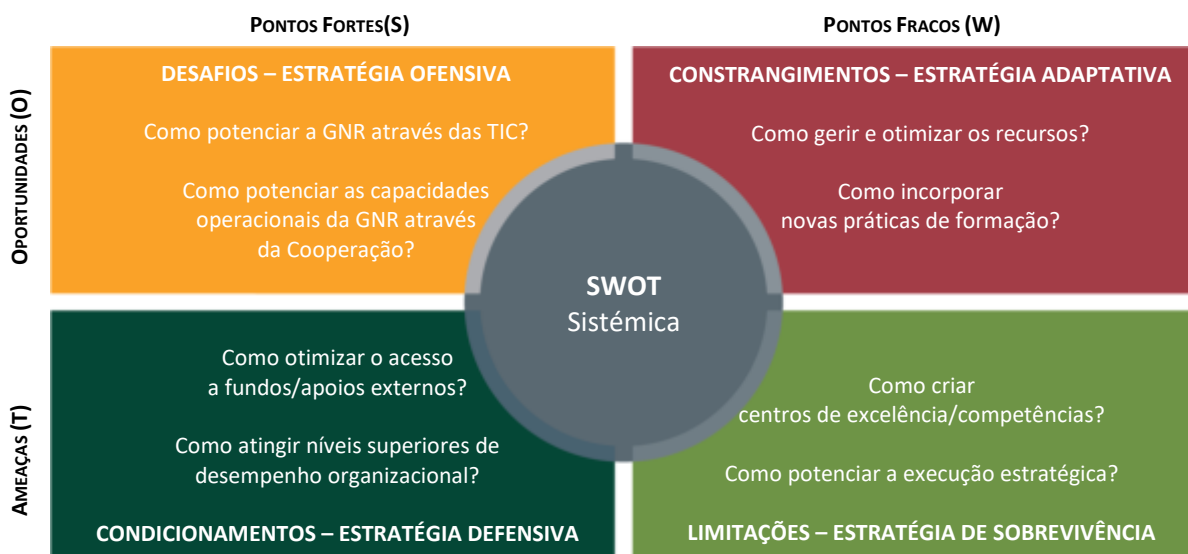 PONTOS FORTES(S)
PONTOS FRACOS (W)
OPORTUNIDADES (O)
DESAFIOS – ESTRATÉGIA OFENSIVA
Como potenciar a GNR através das TIC?
Como potenciar as capacidades
operacionais da GNR através
da Cooperação?
CONSTRANGIMENTOS – ESTRATÉGIA ADAPTATIVA
Como gerir e otimizar os recursos?
Como incorporar
novas práticas de formação?
SWOT
Sistémica
AMEAÇAS (T)
Como otimizar o acesso
a fundos/apoios externos?
Como atingir níveis superiores de
desempenho organizacional?
CONDICIONAMENTOS – ESTRATÉGIA DEFENSIVA
Como criar
centros de excelência/competências?
Como potenciar a execução estratégica?
LIMITAÇÕES – ESTRATÉGIA DE SOBREVIVÊNCIA